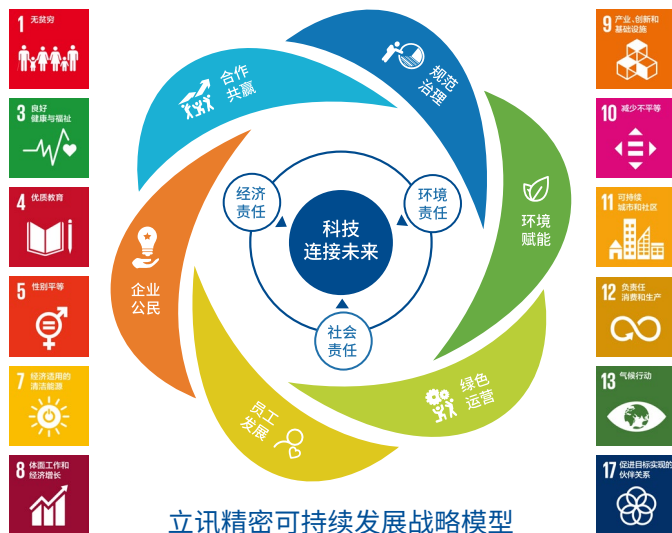 1 无贫穷
3 良好
健康与福祉
4 优质教育
5 性别平等
7 经济适用的
清洁能源
8 体面工作和
经济增长
合作
共赢
规范
治理
环境
赋能
绿色
运营
员工
发展
企业
公民
经济
责任
环境
责任
社会
责任
科技
连接未来
9 产业、创新和
基础设施
10 减少不平等
11 可持续
城市和社区
12 负责任
消费和生产
13 气候行动
17 促进目标实现的
伙伴关系
立讯精密可持续发展战略模型